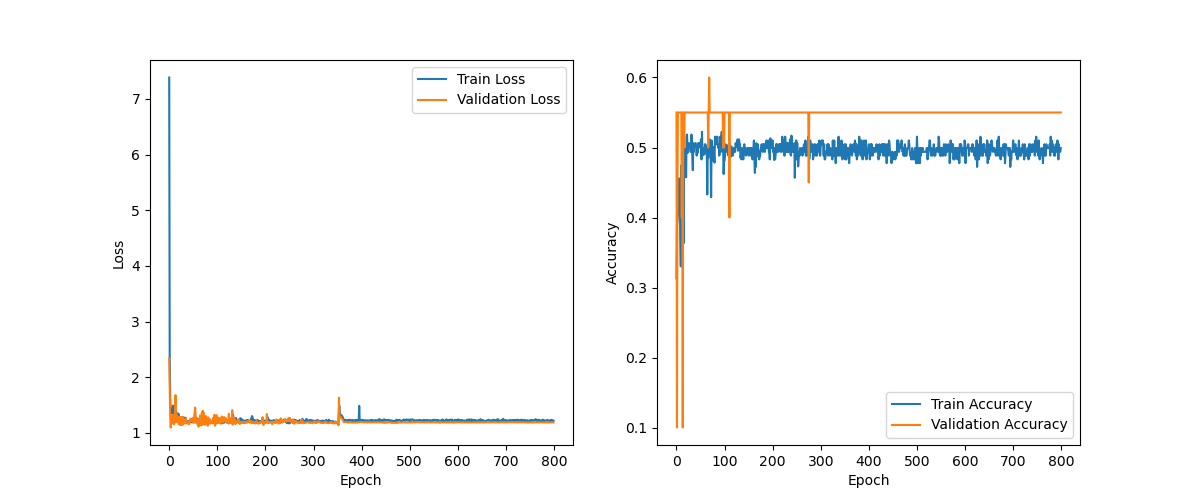 Train Loss
Validation Loss
7
6
5
4
3
2
1
0 100 200 300 400 500 600 700 800
Epoch
Loss
0.6
0.5
0.4
0.3
0.2
0.1
Train Accuracy
Validation Accuracy
0 100 200 300 400 500 600 700 800
Epoch
Accuracy